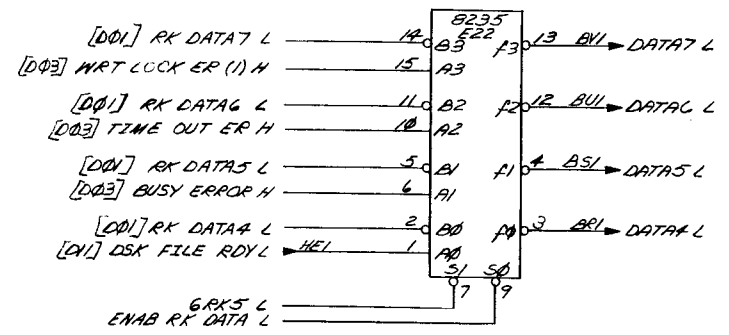 8235
E22
[DØ1] RK DATA7 L 14 B3 f3 13 BV1 DATA7 L
[DØ3] WRT LOCK ER (1) H 15 A3
[DØ1] RK DATA6 L 11 B2 f2 12 BU1 DATA6 L
[DØ3] TIME OUT ER H 1Ø A2
[DØ1] RK DATA5 L 5 B1 f1 4 BS1 DATA5 L
[DØ3] BUSY ERROR H 6 A1
[DØ1] RK DATA4 L 2 BØ fØ 3 BR1 DATA4 L
[D11] DSK FILE RDY L HE1 1 AØ
S1 SØ
7 9
6RK5 L
ENAB RK DATA L